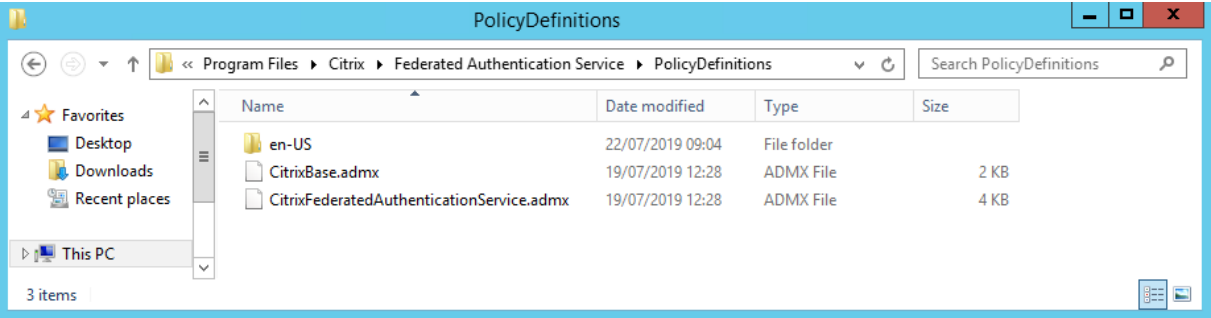 PolicyDefinitions
« Program Files Citrix Federated Authentication Service PolicyDefinitions Search PolicyDefinitions
Favorites
Desktop
Downloads
Recent places
This PC
Name Date modified Type Size
en-US 22/07/2019 09:04 File folder
CitrixBase.admx 19/07/2019 12:28 ADMX File 2 KB
CitrixFederatedAuthenticationService.admx 19/07/2019 12:28 ADMX File 4 KB
3 items